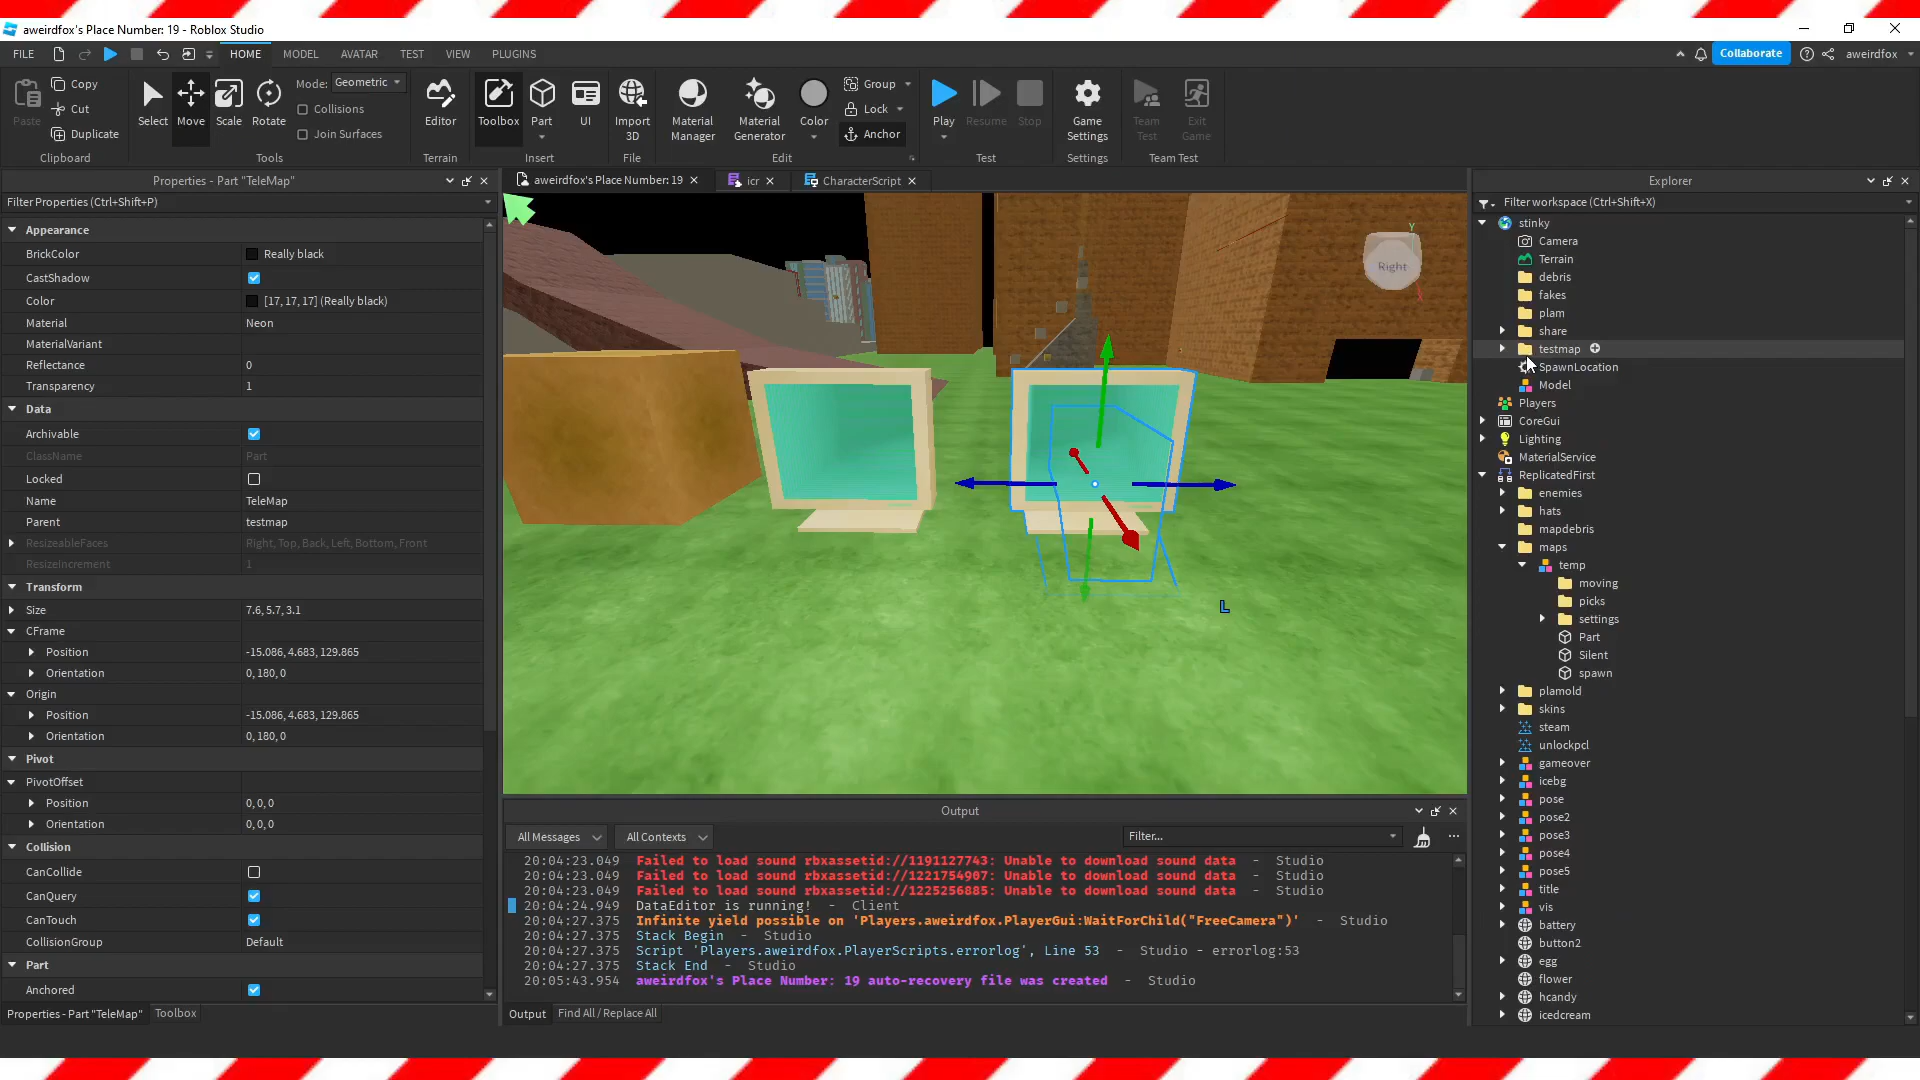 aweirdfox's Place Number: 19 - Roblox Studio
FILE HOME MODEL AVATAR TEST VIEW PLUGINS Collaborate aweirdfox
Paste Copy Cut Duplicate Clipboard
Select Move Scale Rotate Mode: Geometric Collisions Join Surfaces Tools
Editor Terrain
Toolbox Part UI Insert
Import 3D File
Material Manager Material Generator Color Group Lock Anchor Edit
Play Resume Stop Test
Game Settings Settings
Team Test Exit Game Team Test
Properties - Part "TeleMap"
Filter Properties (Ctrl+Shift+P)
Appearance
BrickColor Really black
CastShadow
Color [17, 17, 17] (Really black)
Material Neon
MaterialVariant
Reflectance 0
Transparency 1
Data
Archivable
ClassName Part
Locked
Name TeleMap
Parent testmap
ResizeableFaces Right, Top, Back, Left, Bottom, Front
ResizeIncrement 1
Transform
Size 7.6, 5.7, 3.1
CFrame
Position -15.086, 4.683, 129.865
Orientation 0, 180, 0
Origin
Position -15.086, 4.683, 129.865
Orientation 0, 180, 0
Pivot
PivotOffset
Position 0, 0, 0
Orientation 0, 0, 0
Collision
CanCollide
CanQuery
CanTouch
CollisionGroup Default
Part
Anchored
Properties - Part "TeleMap" Toolbox
aweirdfox's Place Number: 19 icr CharacterScript
Y
Right
X
L
Output
All Messages All Contexts Filter...
20:04:23.049 Failed to load sound rbxassetid://1191127743: Unable to download sound data - Studio
20:04:23.049 Failed to load sound rbxassetid://1221754907: Unable to download sound data - Studio
20:04:23.049 Failed to load sound rbxassetid://1225256885: Unable to download sound data - Studio
20:04:24.949 DataEditor is running! - Client
20:04:27.375 Infinite yield possible on 'Players.aweirdfox.PlayerGui:WaitForChild("FreeCamera")' - Studio
20:04:27.375 Stack Begin - Studio
20:04:27.375 Script 'Players.aweirdfox.PlayerScripts.errorlog', Line 53 - Studio - errorlog:53
20:04:27.375 Stack End - Studio
20:05:43.954 aweirdfox's Place Number: 19 auto-recovery file was created - Studio
Output Find All / Replace All
Explorer
Filter workspace (Ctrl+Shift+X)
stinky
Camera
Terrain
debris
fakes
plam
share
testmap
SpawnLocation
Model
Players
CoreGui
Lighting
MaterialService
ReplicatedFirst
enemies
hats
mapdebris
maps
temp
moving
picks
settings
Part
Silent
spawn
plamold
skins
steam
unlockpcl
gameover
icebg
pose
pose2
pose3
pose4
pose5
title
vis
battery
button2
egg
flower
hcandy
icedcream